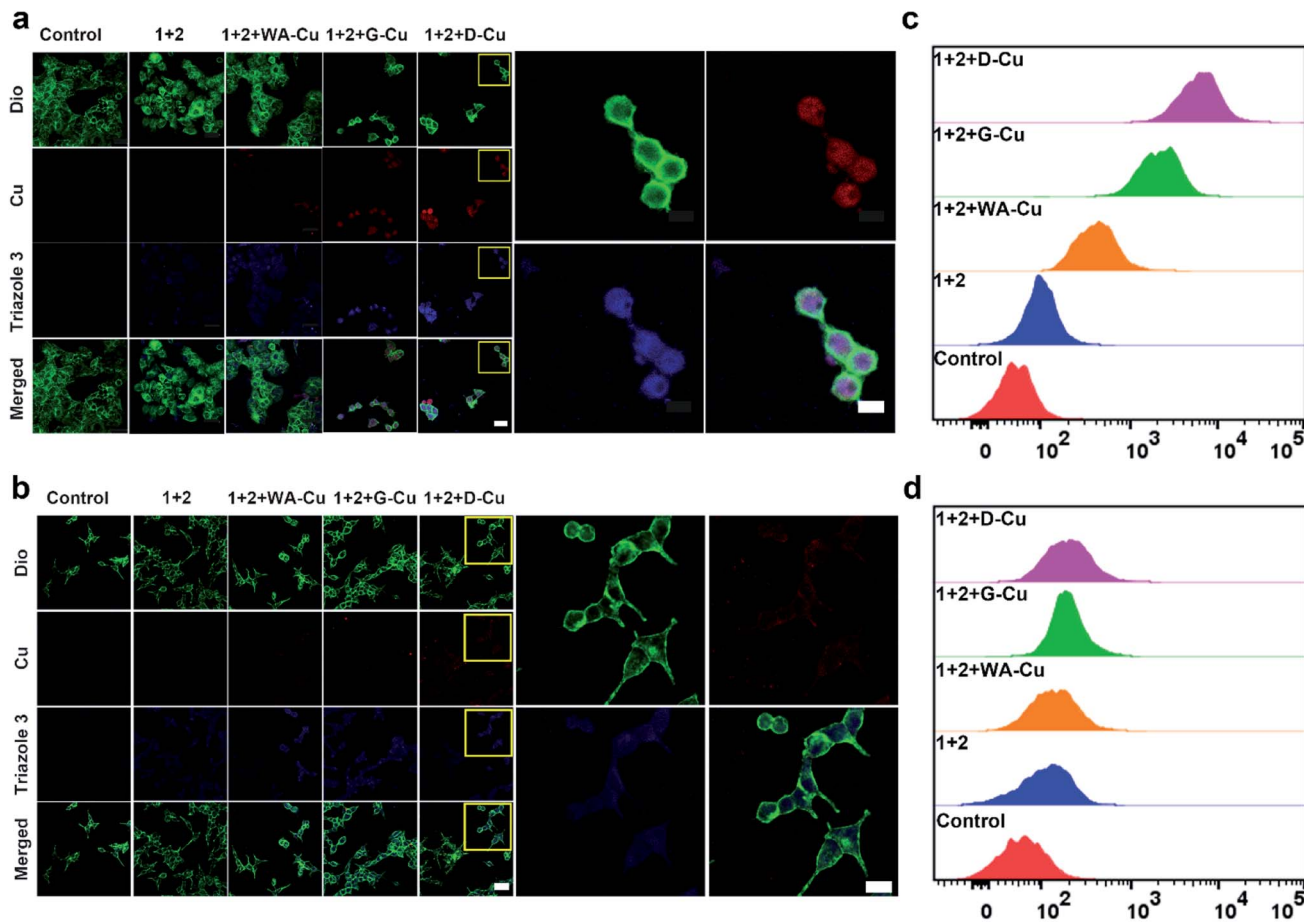 a
Control 1+2 1+2+WA-Cu 1+2+G-Cu 1+2+D-Cu
Dio
Cu
Triazole 3
Merged
c
1+2+D-Cu
1+2+G-Cu
1+2+WA-Cu
1+2
Control
0 10² 10³ 10⁴ 10⁵
b
Control 1+2 1+2+WA-Cu 1+2+G-Cu 1+2+D-Cu
Dio
Cu
Triazole 3
Merged
d
1+2+D-Cu
1+2+G-Cu
1+2+WA-Cu
1+2
Control
0 10² 10³ 10⁴ 10⁵